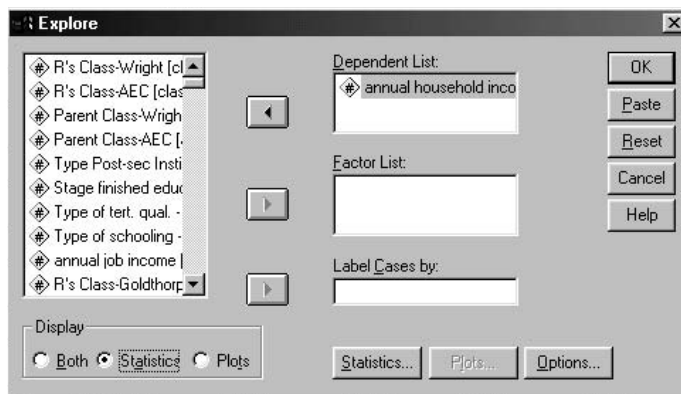 Explore
R's Class-Wright [cl
R's Class-AEC [clas
Parent Class-Wrigh
Parent Class-AEC [
Type Post-sec Insti
Stage finished educ
Type of tert. qual. -
Type of schooling -
annual job income [
R's Class-Goldthorp
Dependent List:
annual household inco
Factor List:
Label Cases by:
OK
Paste
Reset
Cancel
Help
Display
Both Statistics Plots
Statistics... Plots... Options...